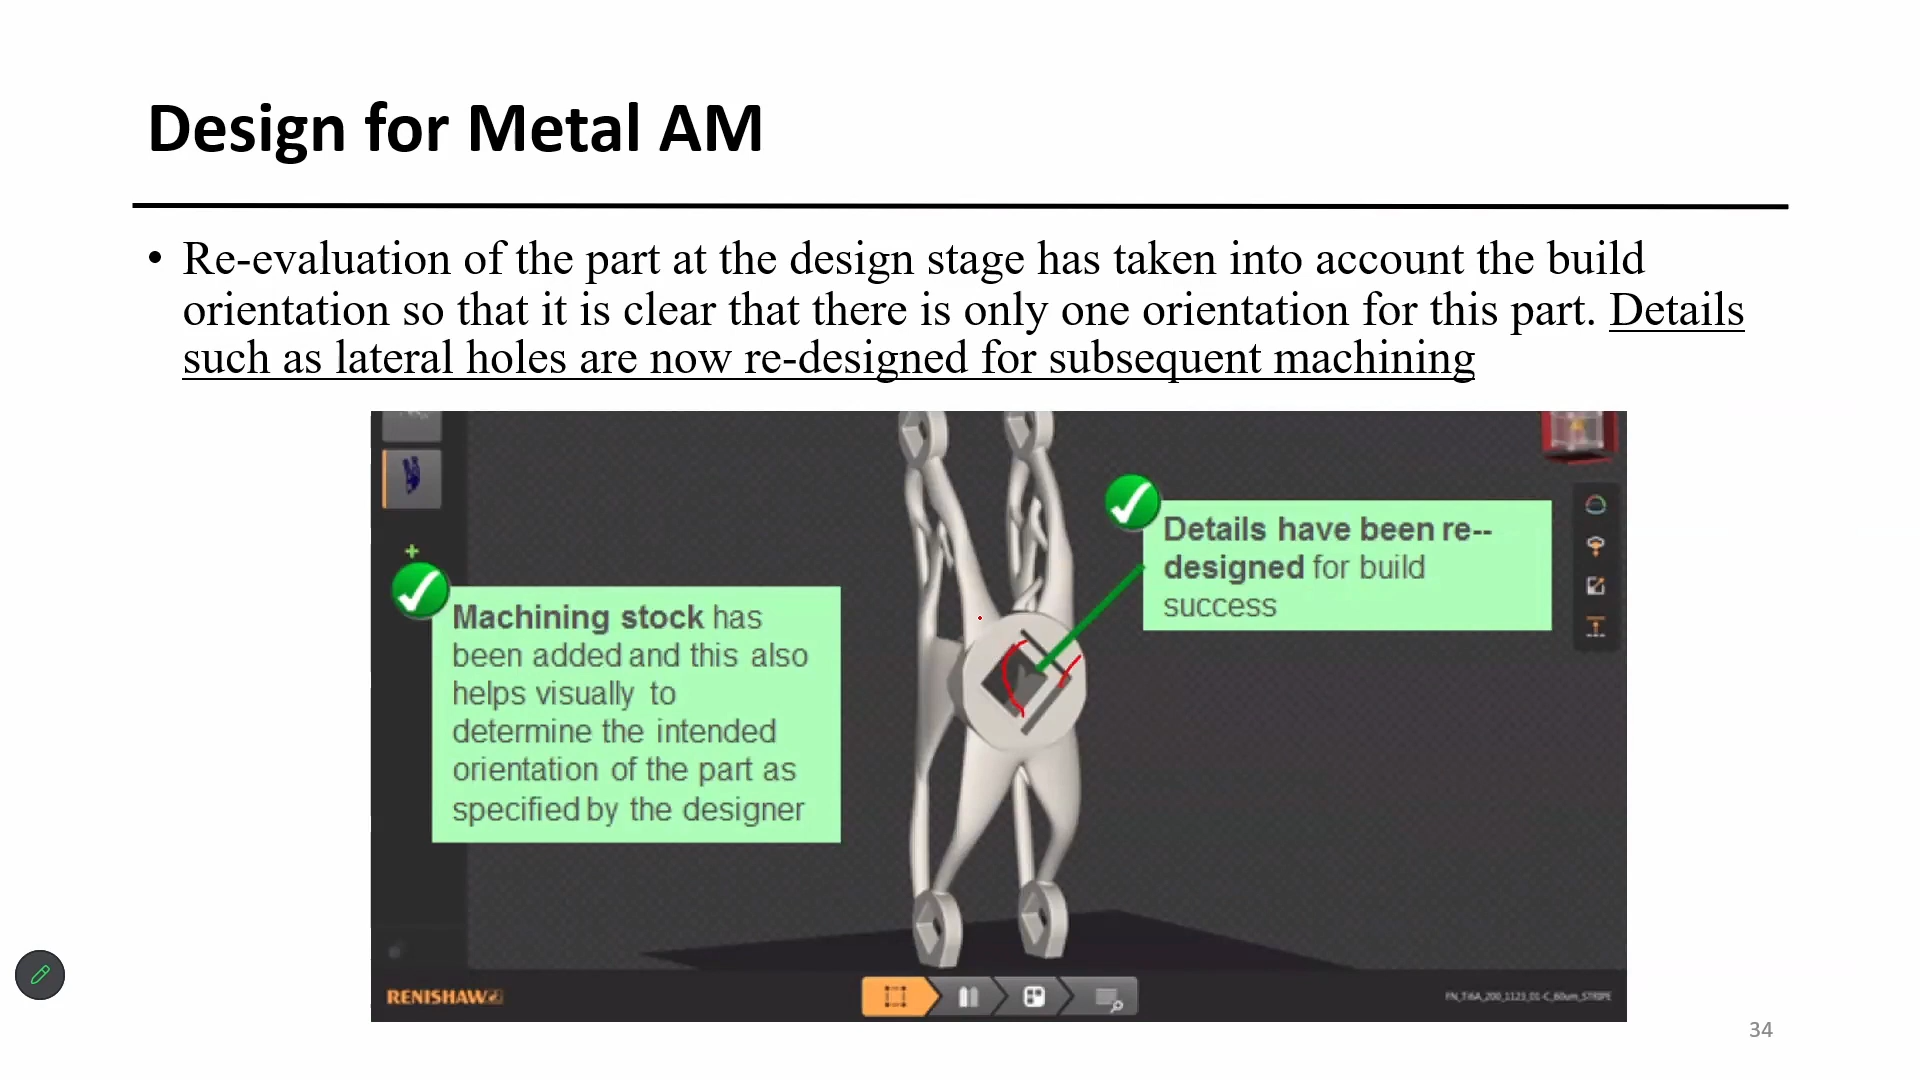 Design for Metal AM
• Re-evaluation of the part at the design stage has taken into account the build
orientation so that it is clear that there is only one orientation for this part. Details
such as lateral holes are now re-designed for subsequent machining
Details have been re--
designed for build
success
Machining stock has
been added and this also
helps visually to
determine the intended
orientation of the part as
specified by the designer
RENISHAW
FN_Ti6A_200_1123_01-C_60um_STRIPE
34